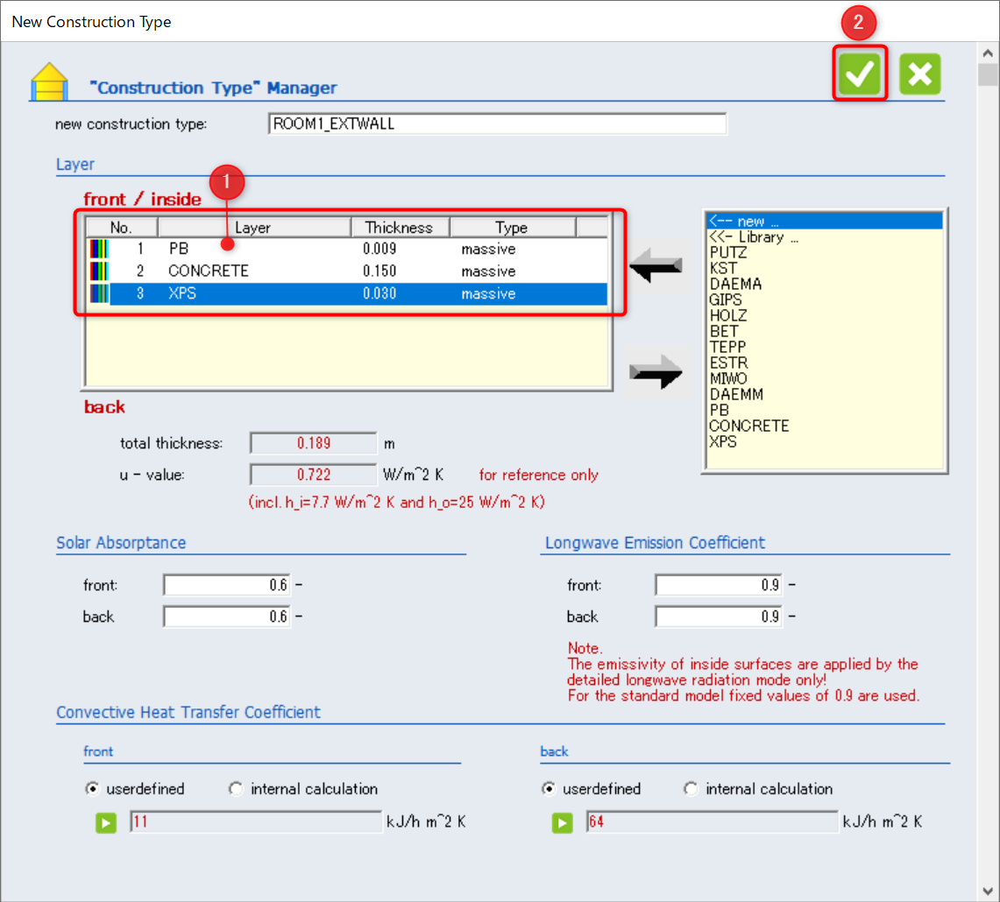 New Construction Type
2
"Construction Type" Manager
new construction type: ROOM1_EXTWALL
Layer
1
front / inside
No. Layer Thickness Type
1 PB 0.009 massive
2 CONCRETE 0.150 massive
3 XPS 0.030 massive
back
<-- new ...
<<- Library ...
PUTZ
KST
DAEMA
GIPS
HOLZ
BET
TEPP
ESTR
MIWO
DAEMM
PB
CONCRETE
XPS
total thickness: 0.189 m
u - value: 0.722 W/m^2 K for reference only
(incl. h_i=7.7 W/m^2 K and h_o=25 W/m^2 K)
Solar Absorptance
front: 0.6 -
back 0.6 -
Longwave Emission Coefficient
front: 0.9 -
back 0.9 -
Note.
The emissivity of inside surfaces are applied by the
detailed longwave radiation mode only!
For the standard model fixed values of 0.9 are used.
Convective Heat Transfer Coefficient
front
userdefined internal calculation
11 kJ/h m^2 K
back
userdefined internal calculation
64 kJ/h m^2 K